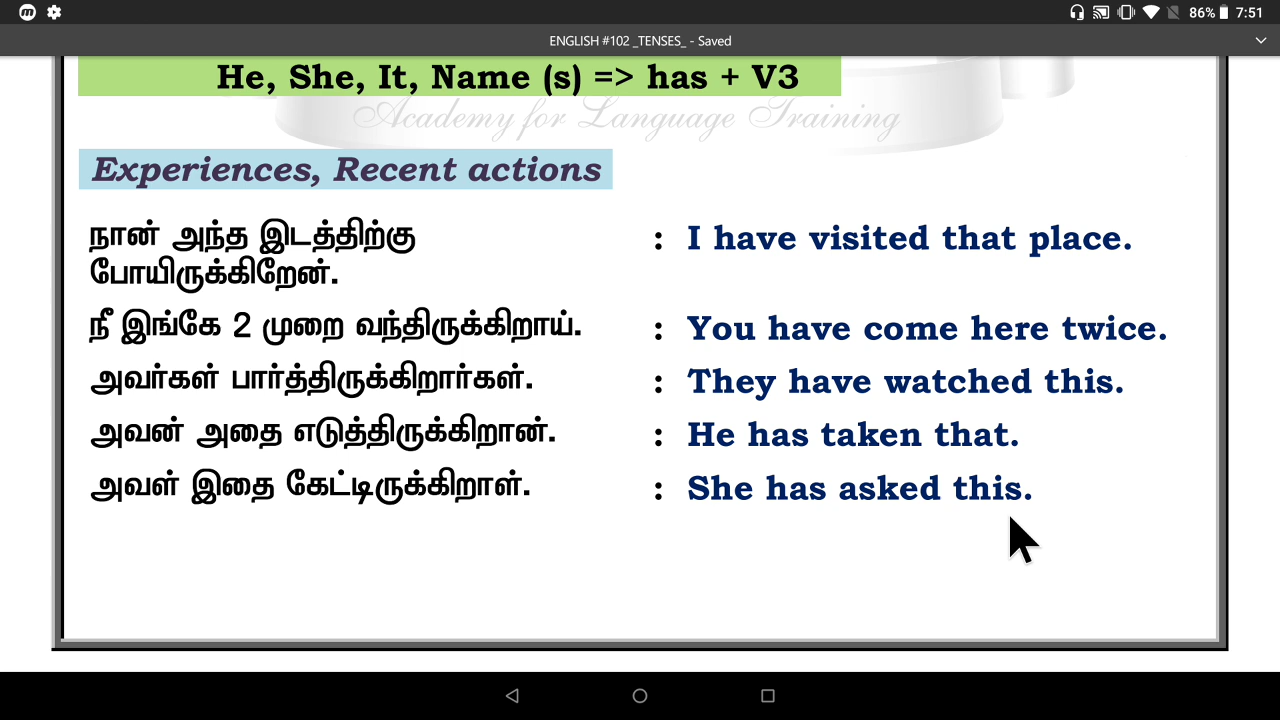 86% 7:51
ENGLISH #102 _TENSES_ - Saved
He, She, It, Name (s) => has + V3
Academy for Language Training
Experiences, Recent actions
நான் அந்த இடத்திற்கு : I have visited that place.
போயிருக்கிறேன்.
நீ இங்கே 2 முறை வந்திருக்கிறாய். : You have come here twice.
அவர்கள் பார்த்திருக்கிறார்கள். : They have watched this.
அவன் அதை எடுத்திருக்கிறான். : He has taken that.
அவள் இதை கேட்டிருக்கிறாள். : She has asked this.